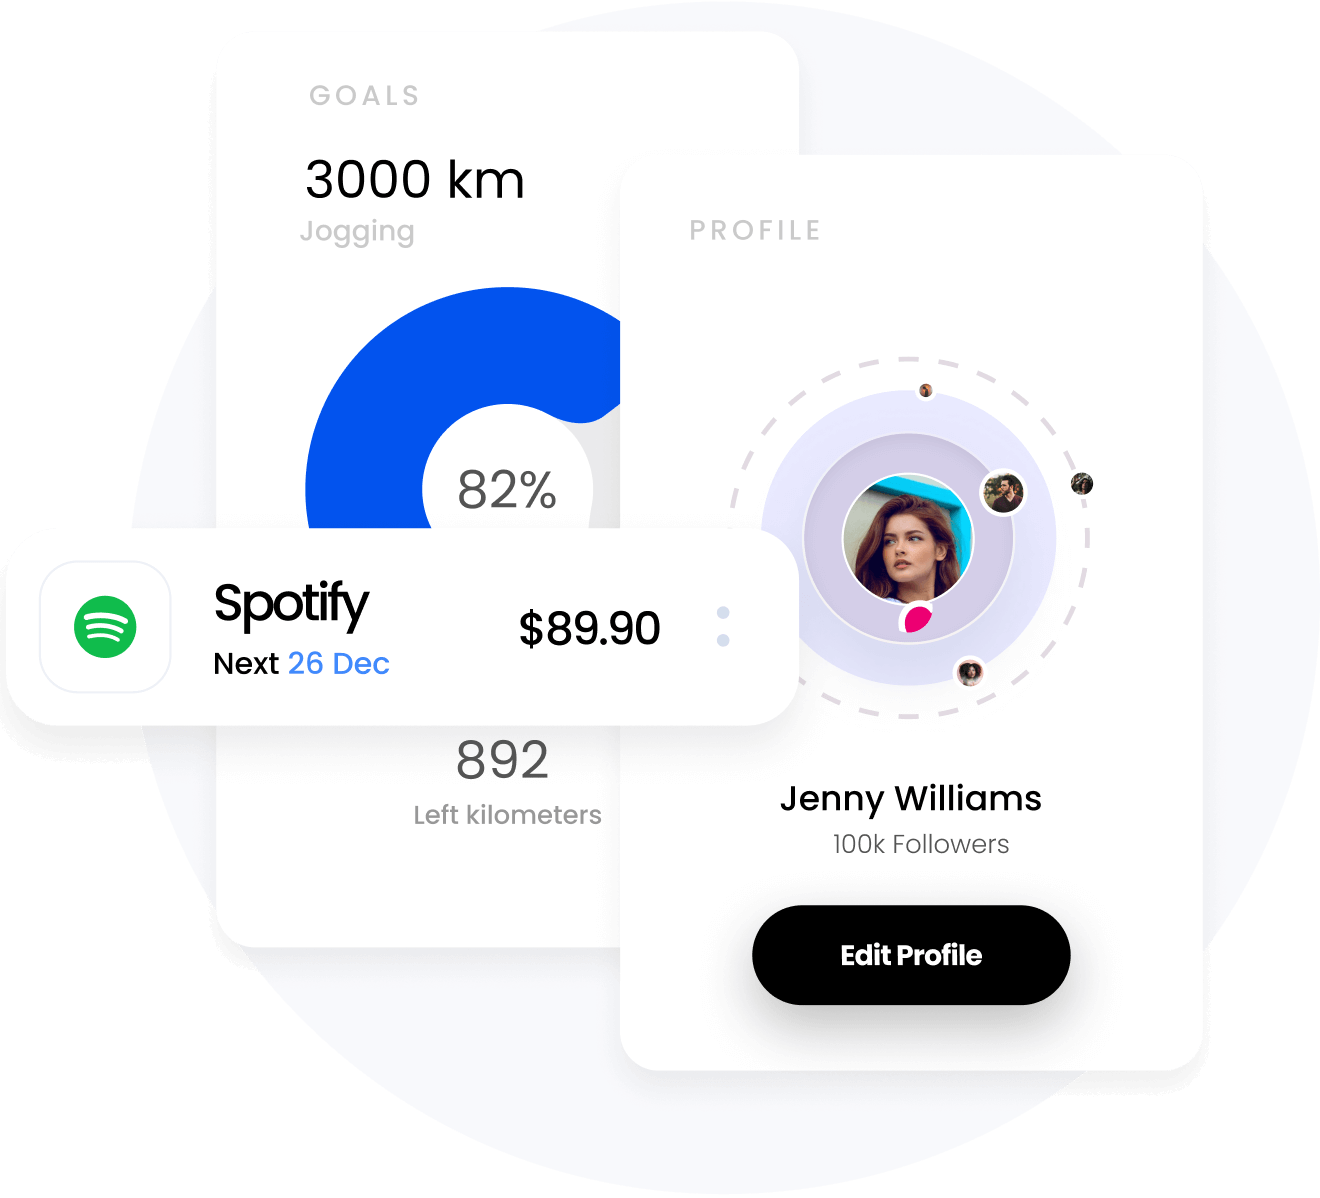 GOALS
3000 km
Jogging
82%
PROFILE
Spotify
Next 26 Dec
$89.90
892
Left kilometers
Jenny Williams
100k Followers
Edit Profile